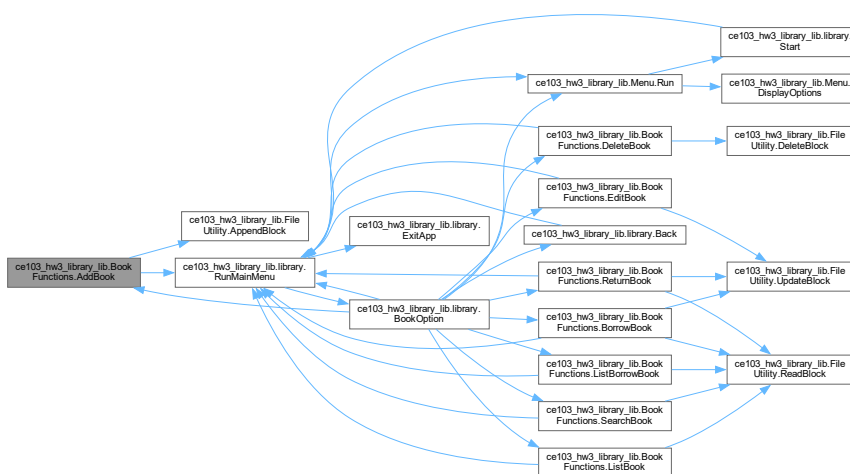 ce103_hw3_library_lib.Book
Functions.AddBook
ce103_hw3_library_lib.File
Utility.AppendBlock
ce103_hw3_library_lib.library.
RunMainMenu
ce103_hw3_library_lib.library.
ExitApp
ce103_hw3_library_lib.library.
BookOption
ce103_hw3_library_lib.Menu.Run
ce103_hw3_library_lib.Book
Functions.DeleteBook
ce103_hw3_library_lib.Book
Functions.EditBook
ce103_hw3_library_lib.library.Back
ce103_hw3_library_lib.Book
Functions.ReturnBook
ce103_hw3_library_lib.Book
Functions.BorrowBook
ce103_hw3_library_lib.Book
Functions.ListBorrowBook
ce103_hw3_library_lib.Book
Functions.SearchBook
ce103_hw3_library_lib.Book
Functions.ListBook
ce103_hw3_library_lib.library.
Start
ce103_hw3_library_lib.Menu.
DisplayOptions
ce103_hw3_library_lib.File
Utility.DeleteBlock
ce103_hw3_library_lib.File
Utility.UpdateBlock
ce103_hw3_library_lib.File
Utility.ReadBlock